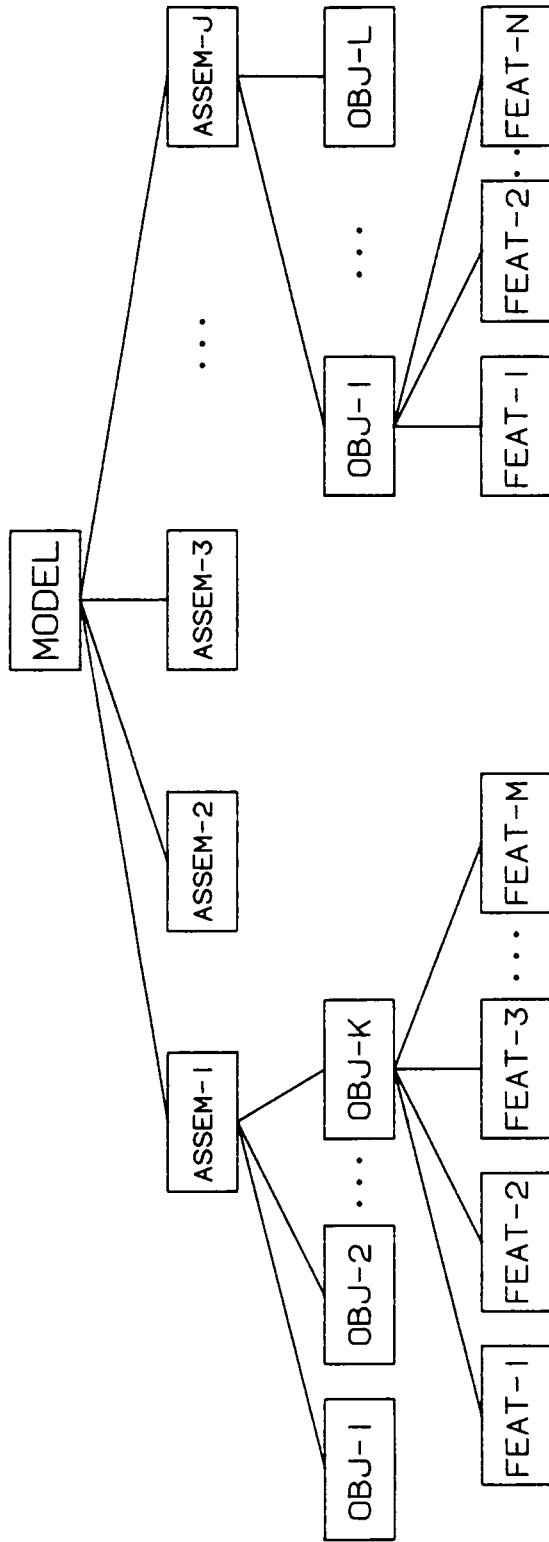 MODEL
ASSEM-1 ASSEM-2 ASSEM-3 ... ASSEM-J
OBJ-1 OBJ-2 ... OBJ-K OBJ-1 ... OBJ-L
FEAT-1 FEAT-2 FEAT-3 ... FEAT-M FEAT-1 FEAT-2 ... FEAT-N